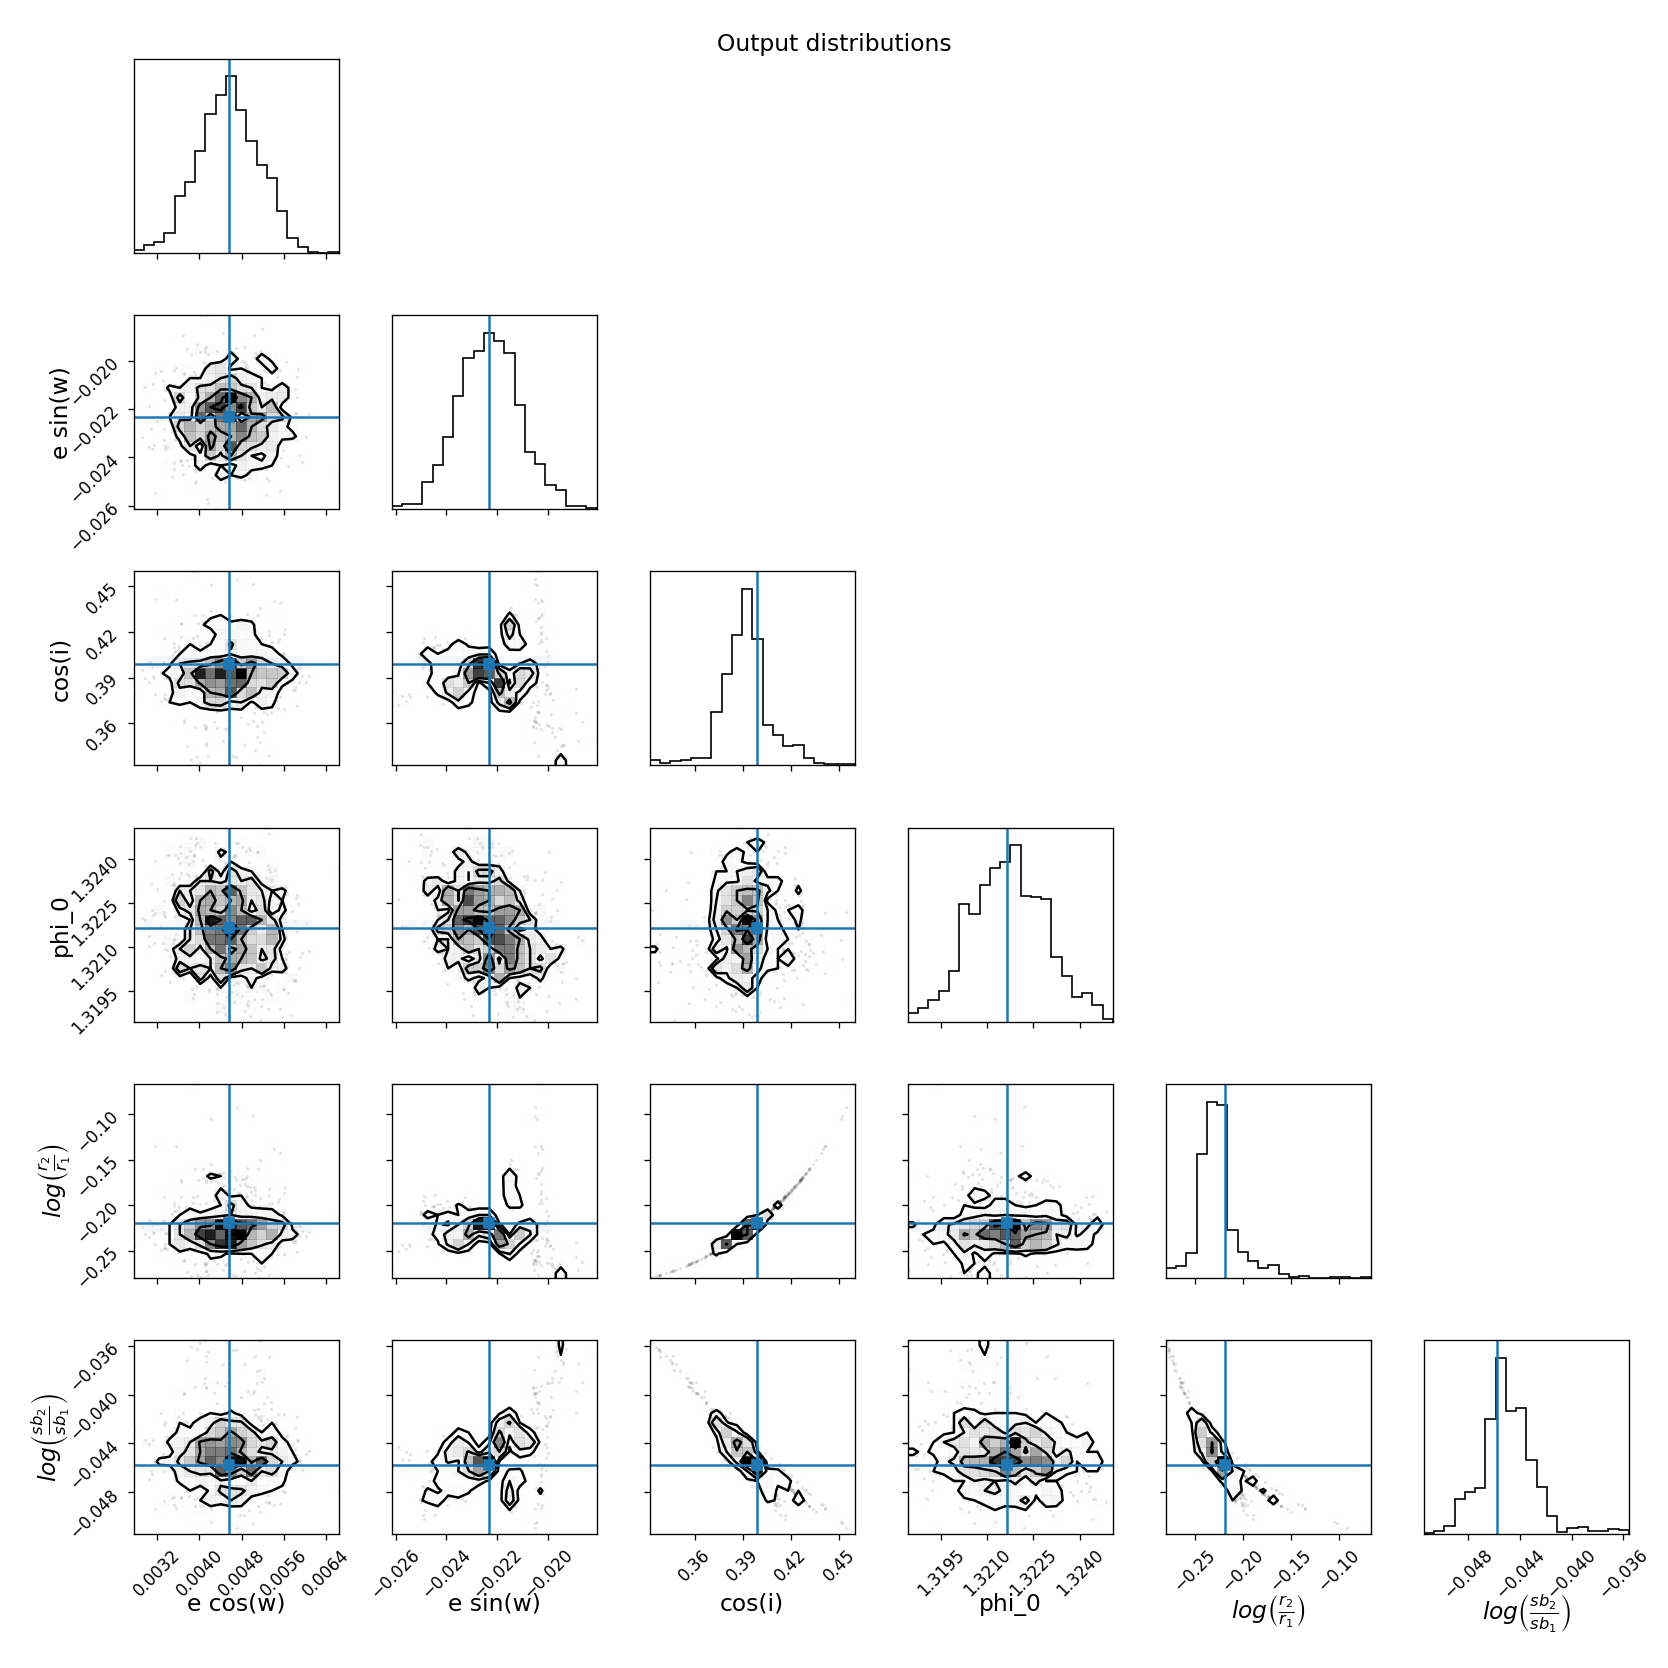 Output distributions
e sin(w)
−0.020
−0.022
−0.024
−0.026
cos(i)
0.45
0.42
0.39
0.36
phi_0
1.3240
1.3225
1.3210
1.3195
log(r₂/r₁)
−0.10
−0.15
−0.20
−0.25
log(sb₂/sb₁)
−0.036
−0.040
−0.044
−0.048
0.0032 0.0040 0.0048 0.0056 0.0064
−0.026 −0.024 −0.022 −0.020
0.36 0.39 0.42 0.45
1.3195 1.3210 1.3225 1.3240
−0.25 −0.20 −0.15 −0.10
−0.048 −0.044 −0.040 −0.036
e cos(w) e sin(w) cos(i) phi_0 log(r₂/r₁) log(sb₂/sb₁)